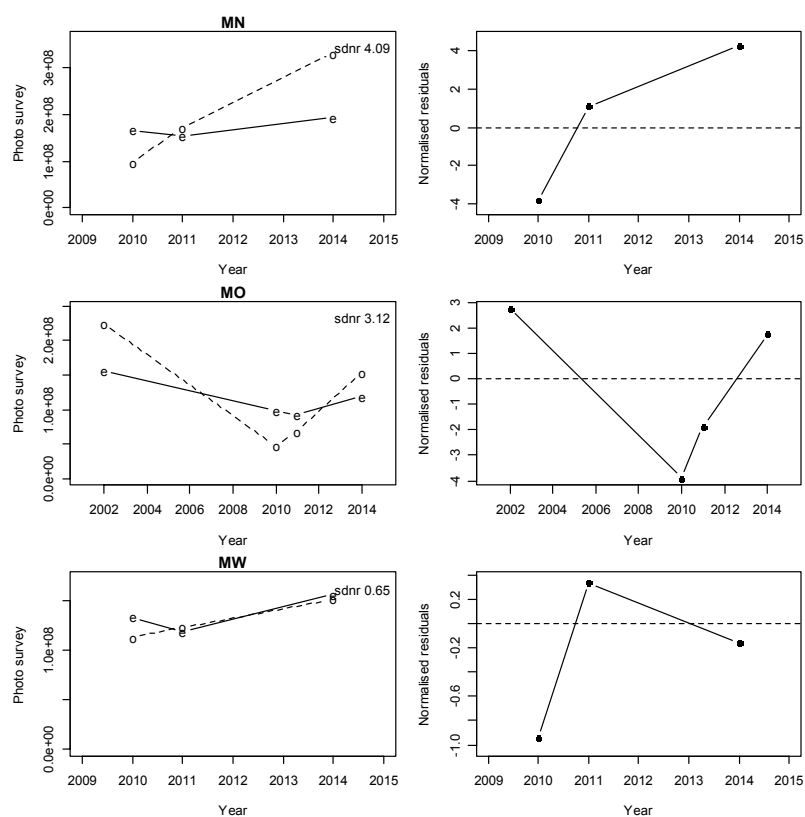 MN
sdnr 4.09
Photo survey
0e+00 1e+08 2e+08 3e+08
2009 2010 2011 2012 2013 2014 2015
Year
Normalised residuals
-4 -2 0 2 4
2009 2010 2011 2012 2013 2014 2015
Year
MO
sdnr 3.12
Photo survey
0.0e+00 1.0e+08 2.0e+08
2002 2004 2006 2008 2010 2012 2014
Year
Normalised residuals
-4 -3 -2 -1 0 1 2 3
2002 2004 2006 2008 2010 2012 2014
Year
MW
sdnr 0.65
Photo survey
0.0e+00 1.0e+08
2009 2010 2011 2012 2013 2014 2015
Year
Normalised residuals
-1.0 -0.6 -0.2 0.2
2009 2010 2011 2012 2013 2014 2015
Year